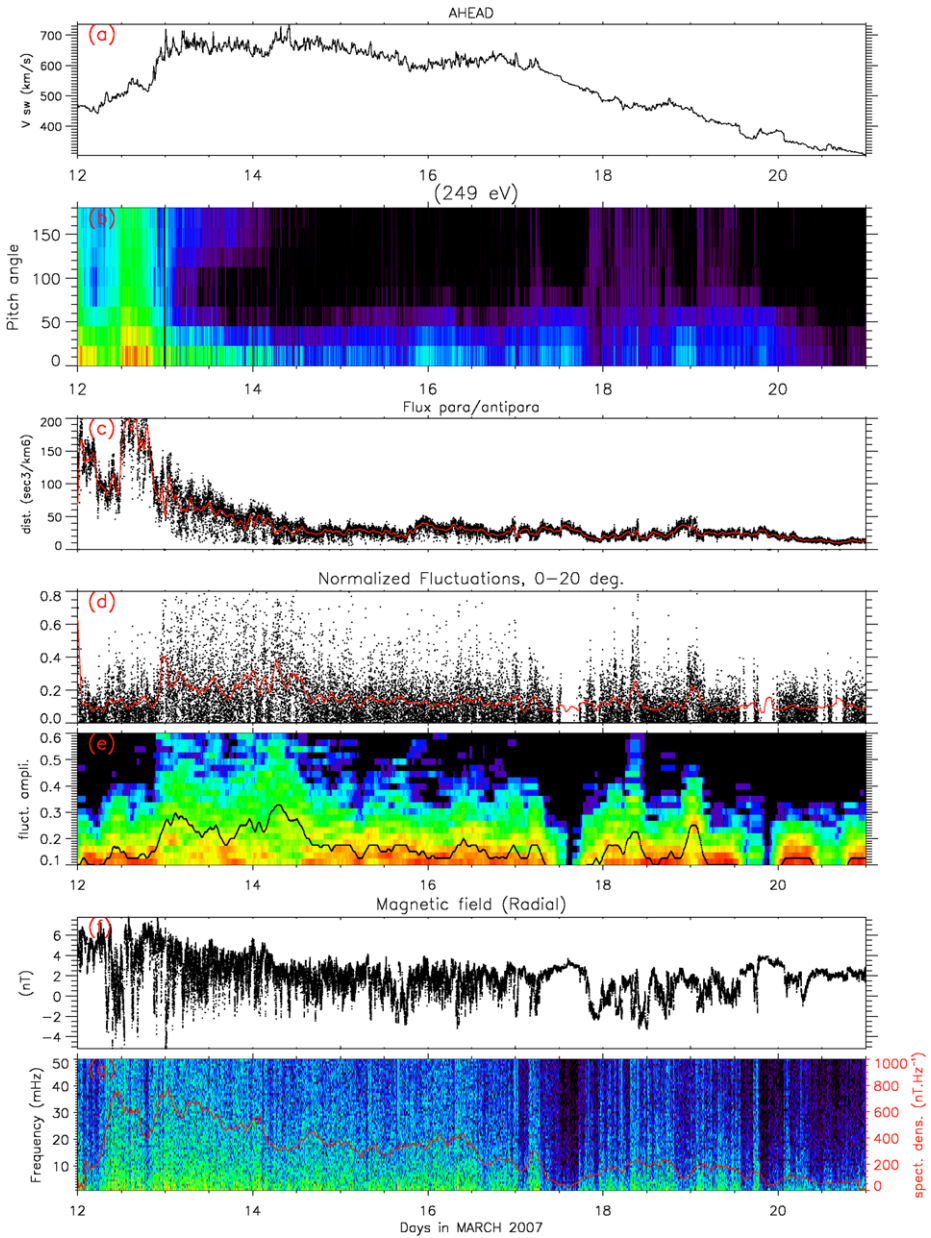 AHEAD
(a)
V sw (km/s)
700
600
500
400
12 14 16 18 20
(249 eV)
(b)
Pitch angle
150
100
50
0
12 14 16 18 20
Flux para/antipara
(c)
dist. (sec3/km6)
200
150
100
50
0
Normalized Fluctuations, 0-20 deg.
(d)
0.8
0.6
0.4
0.2
0.0
(e)
fluct. ampli.
0.6
0.5
0.4
0.3
0.2
0.1
12 14 16 18 20
Magnetic field (Radial)
(f)
(nT)
6
4
2
0
-2
-4
(g)
Frequency (mHz)
50
40
30
20
10
1000
800
600
400
200
0
spect. dens. (nT.Hz⁻¹)
12 14 16 18 20
Days in MARCH 2007